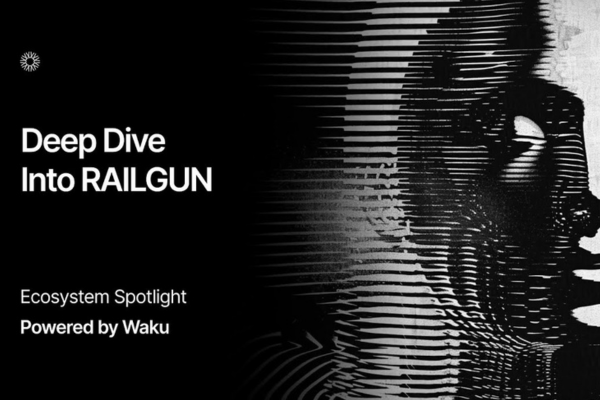 Deep Dive
Into RAILGUN
Ecosystem Spotlight
Powered by Waku